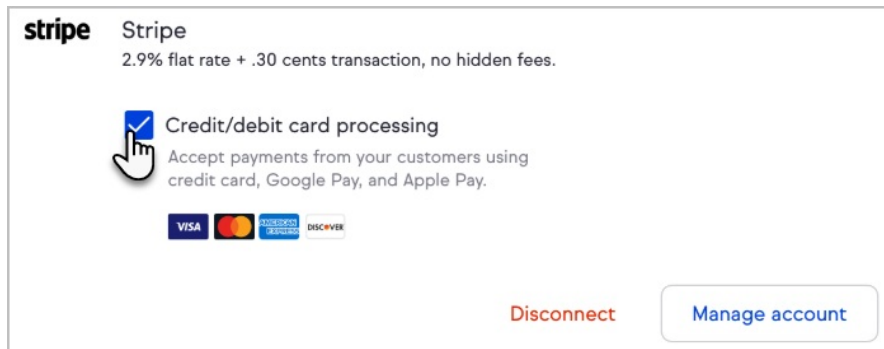 stripe
Stripe
2.9% flat rate + .30 cents transaction, no hidden fees.
Credit/debit card processing
Accept payments from your customers using
credit card, Google Pay, and Apple Pay.
VISA
AMERICAN
EXPRESS
DISCOVER
Disconnect
Manage account